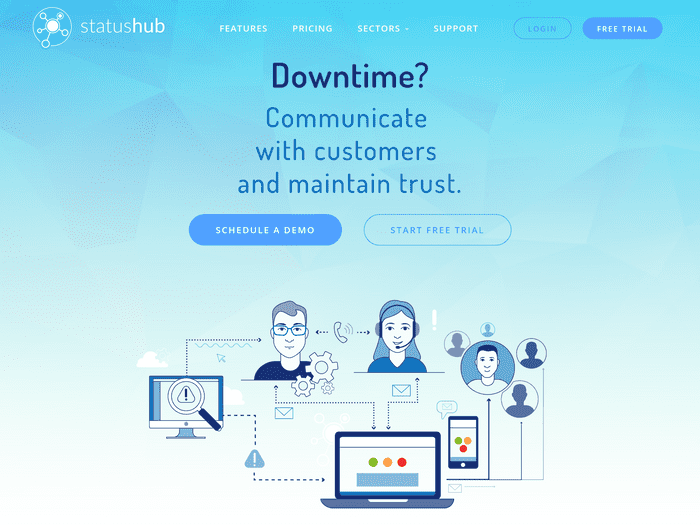 statushub
FEATURES PRICING SECTORS SUPPORT LOGIN FREE TRIAL
Downtime?
Communicate
with customers
and maintain trust.
SCHEDULE A DEMO START FREE TRIAL